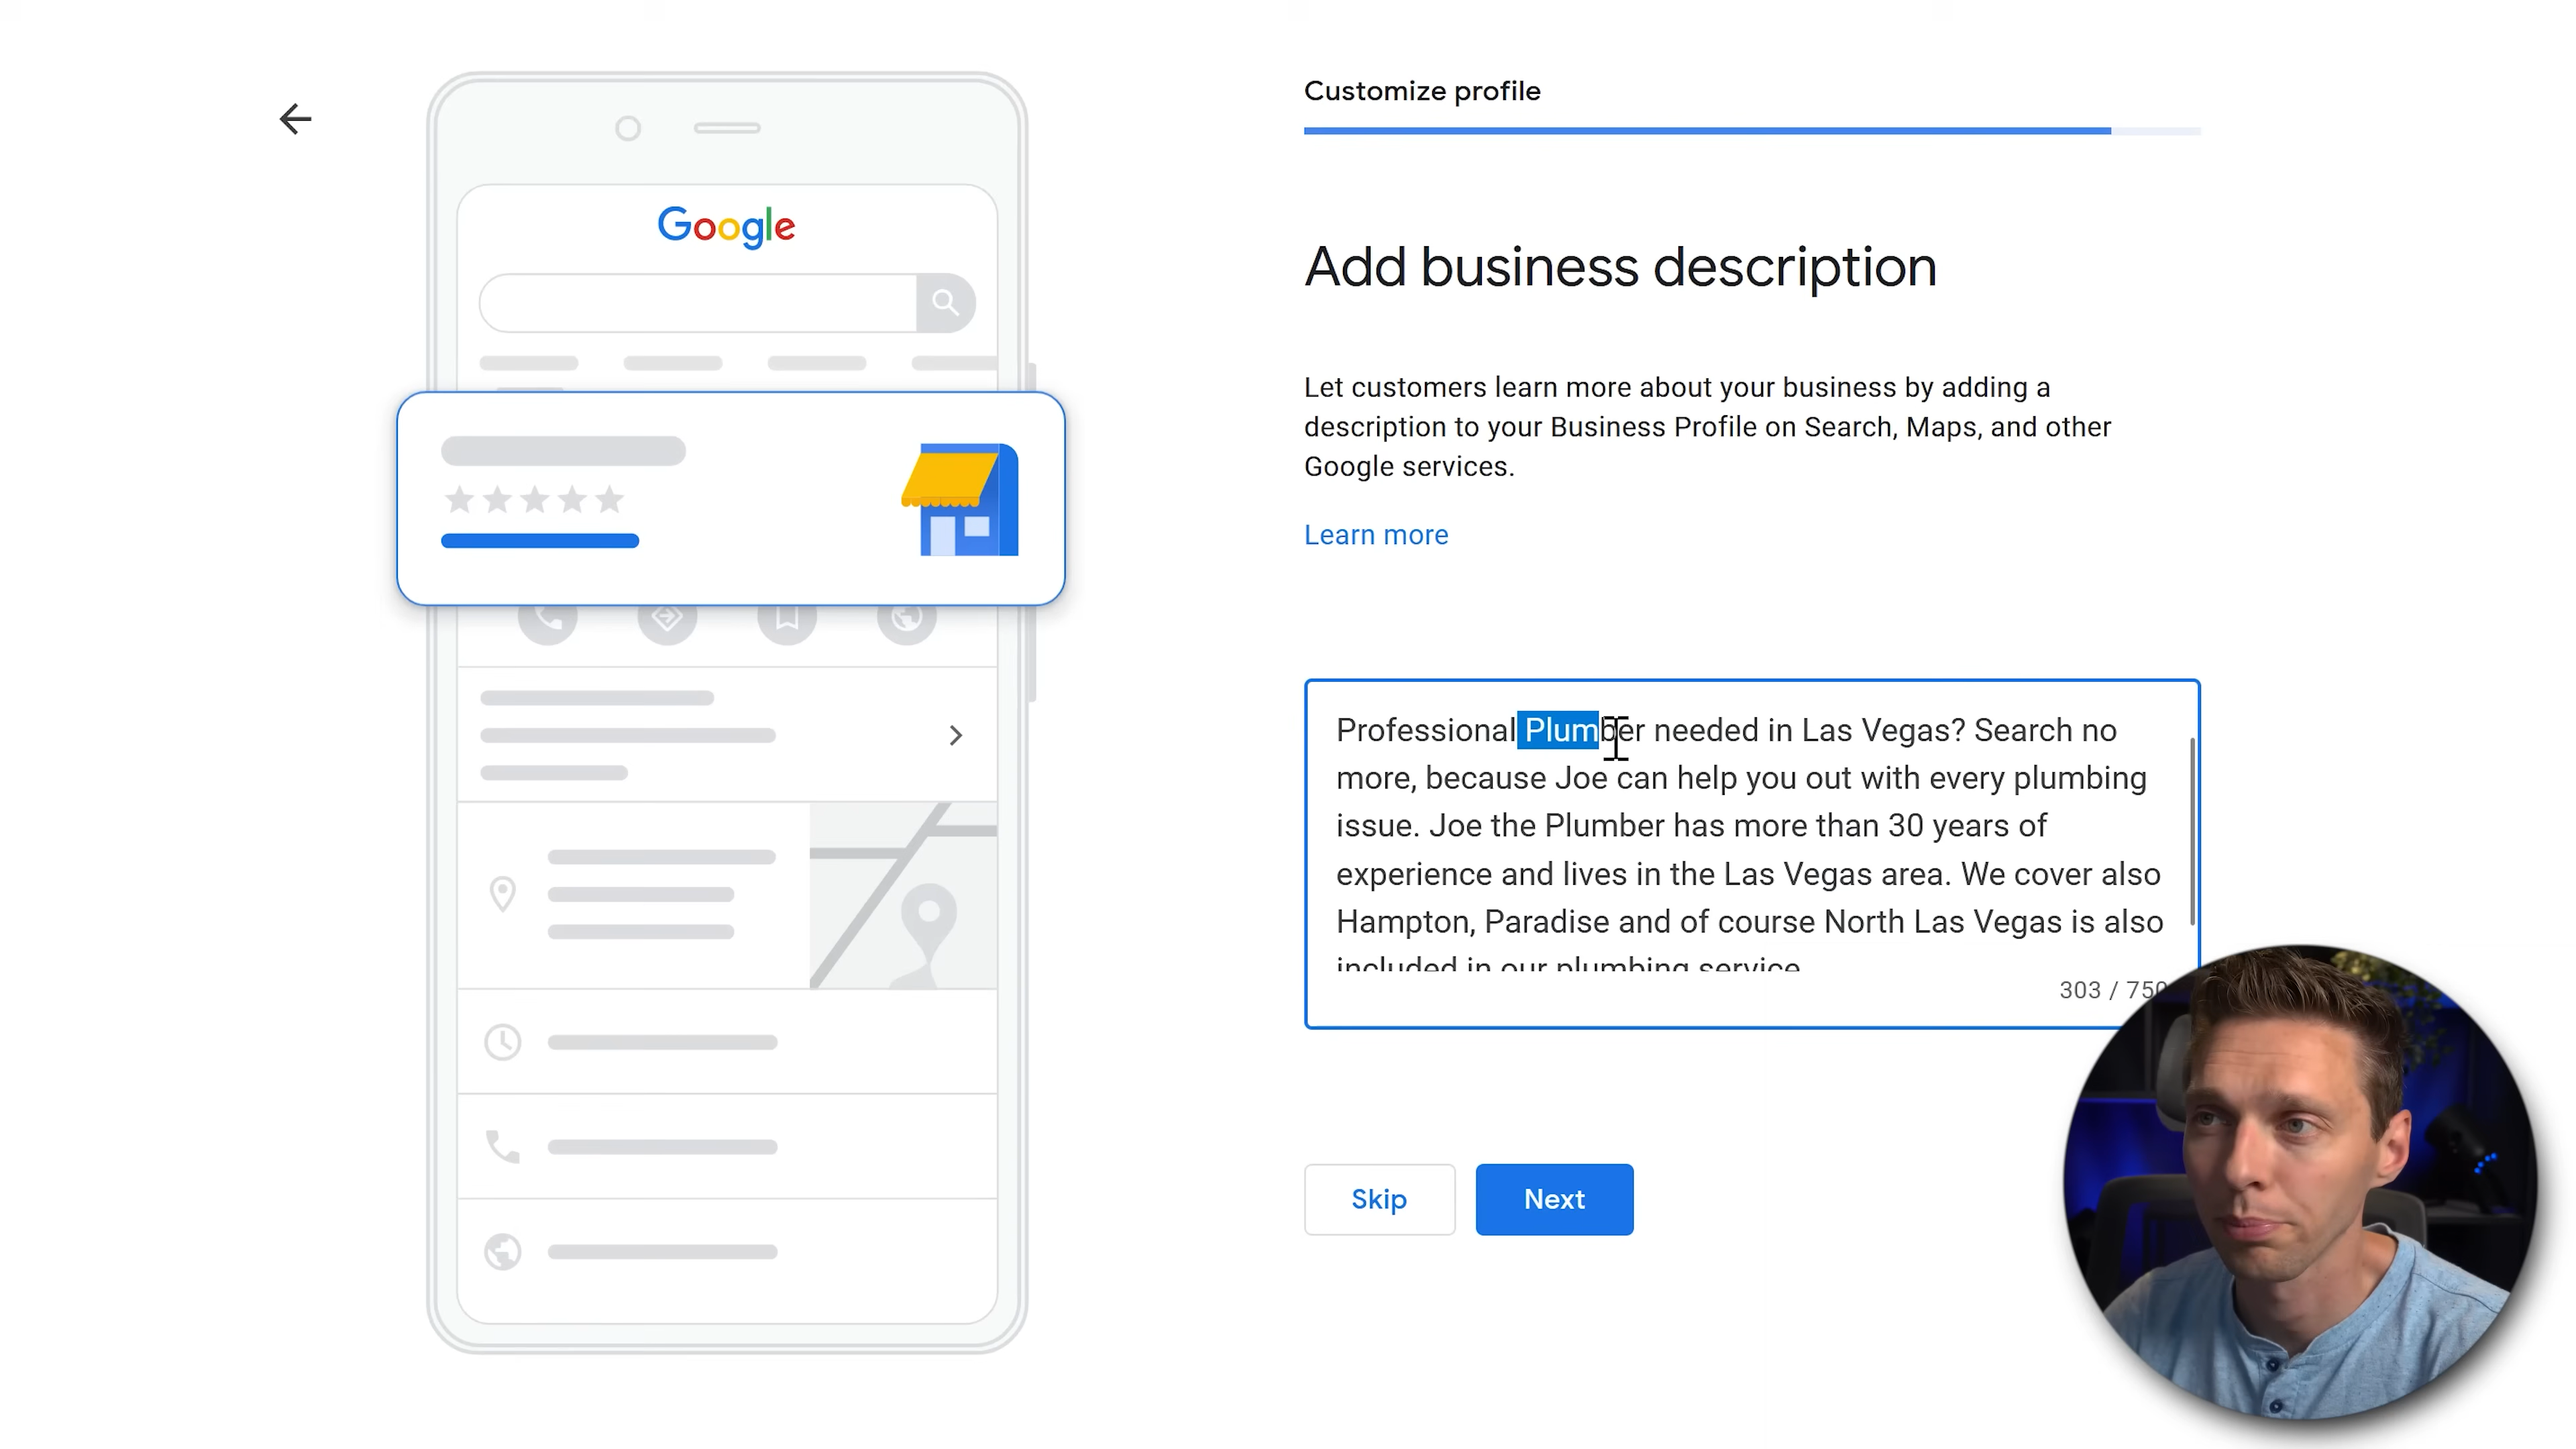 Customize profile
Google
Add business description
Let customers learn more about your business by adding a
description to your Business Profile on Search, Maps, and other
Google services.
Learn more
Professional Plumber needed in Las Vegas? Search no
more, because Joe can help you out with every plumbing
issue. Joe the Plumber has more than 30 years of
experience and lives in the Las Vegas area. We cover also
Hampton, Paradise and of course North Las Vegas is also
included in our plumbing service
303 / 750
Skip
Next